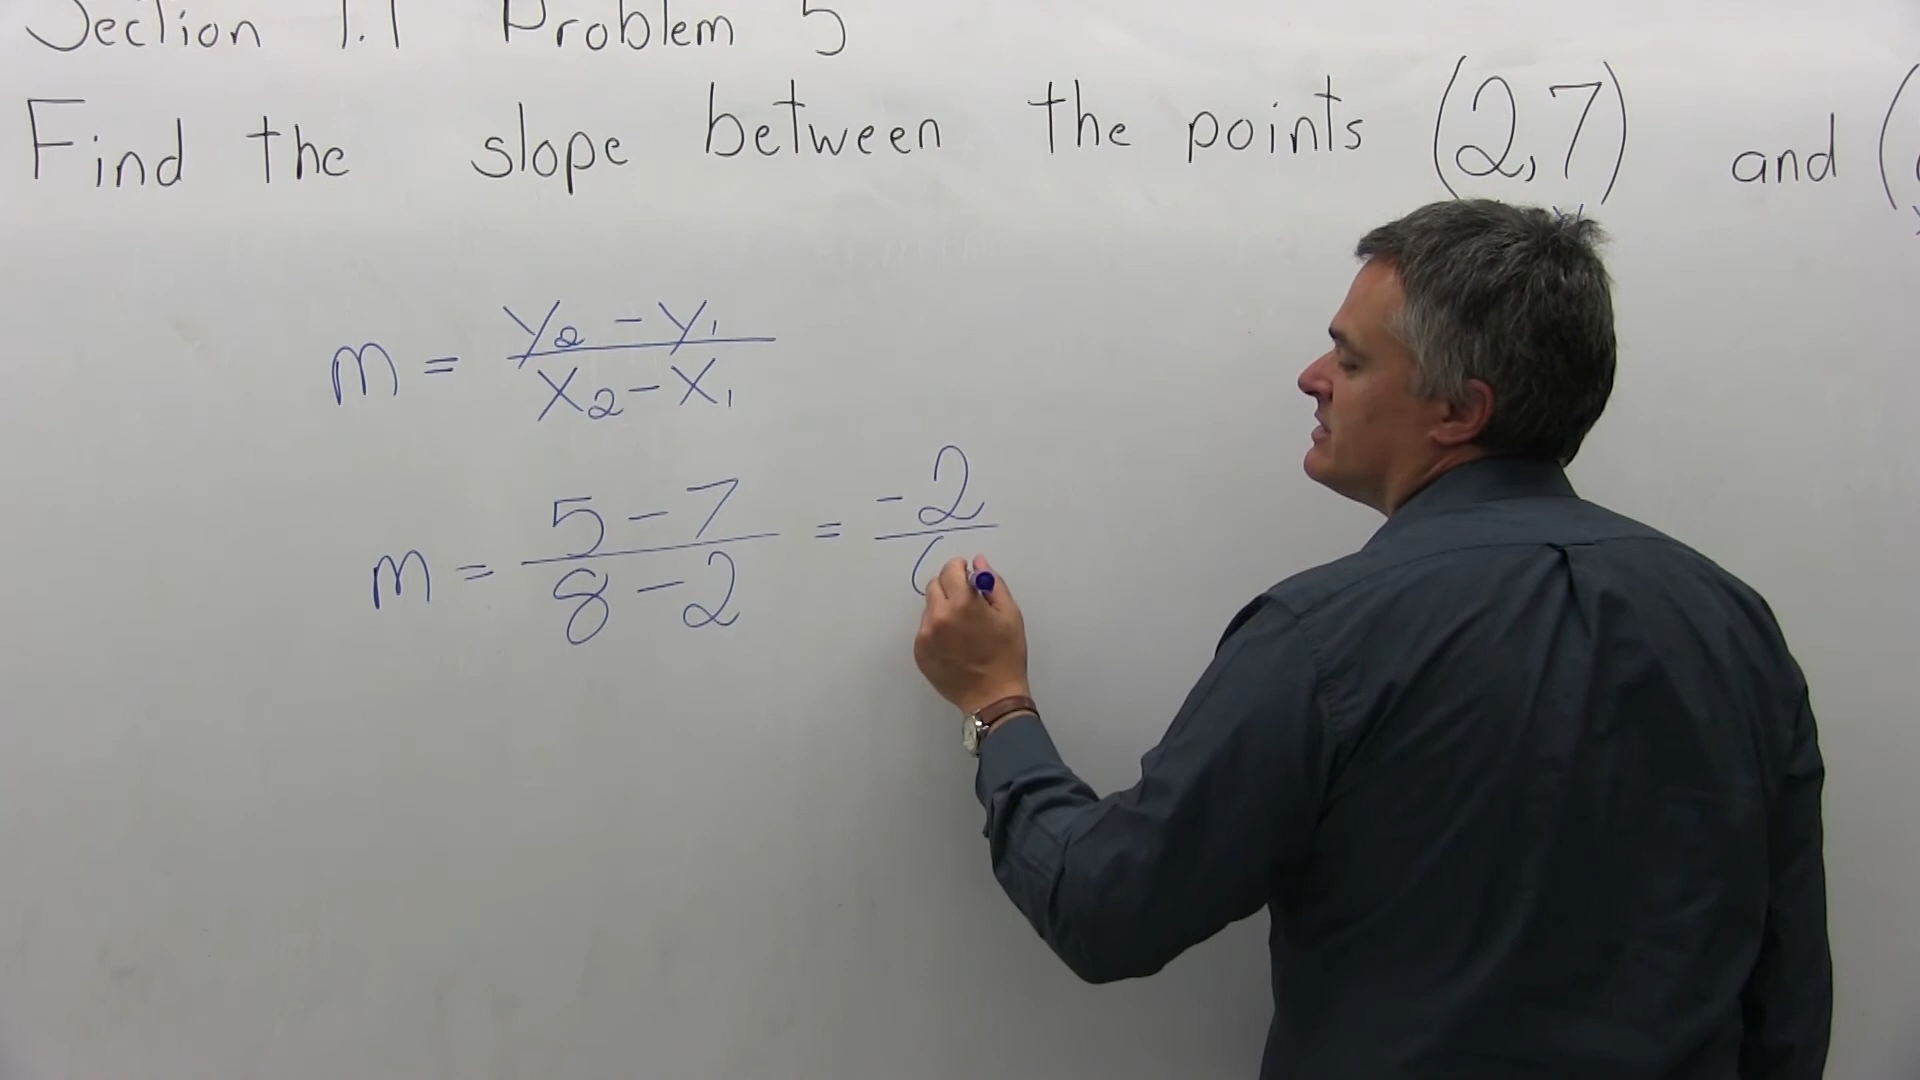 Section 1.1 Problem 5
Find the slope between the points (2,7) and (
m = y₂ - y₁ / x₂ - x₁
m = 5 - 7 / 8 - 2 = -2 /